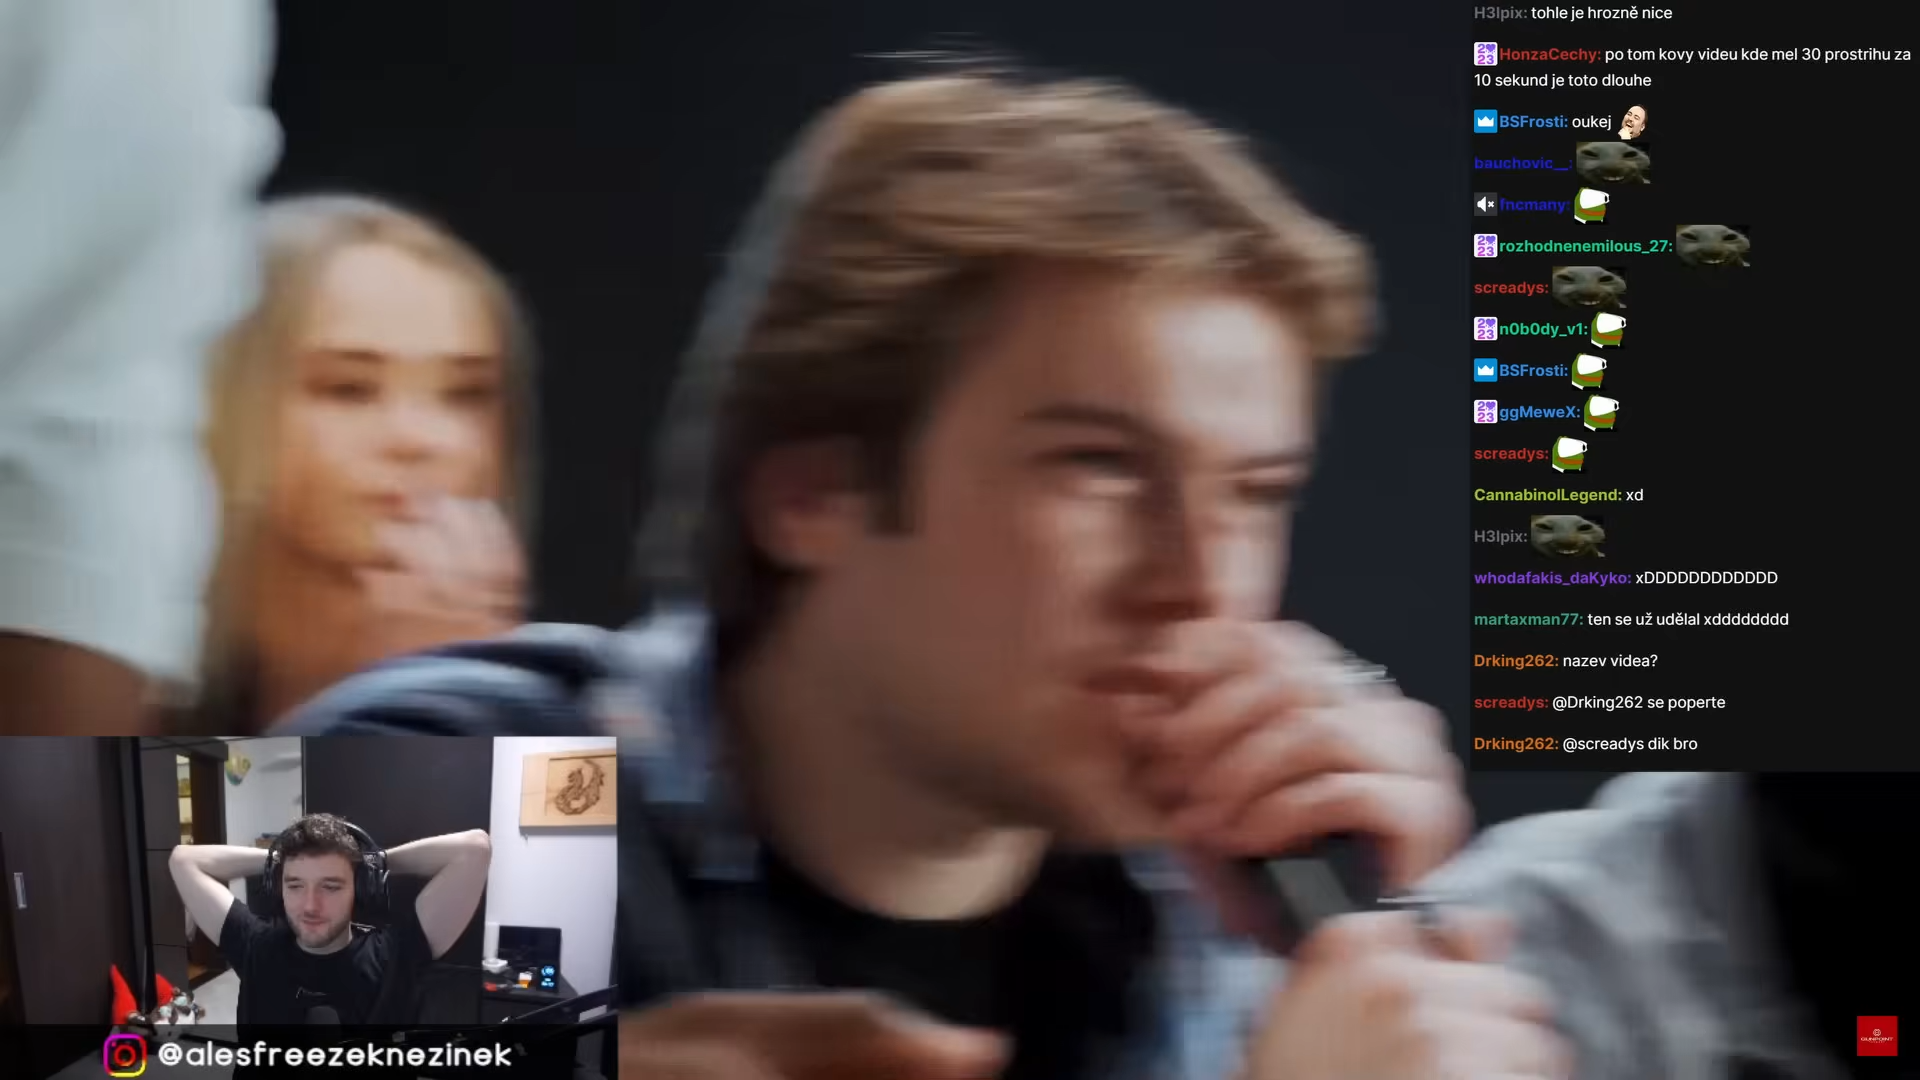 H3lpix: tohle je hrozně nice
HonzaCechy: po tom kovy videu kde mel 30 prostrihu za
10 sekund je toto dlouhe
BSFrosti: oukej
bauchovic__:
fncmany:
rozhodnenemilous_27:
screadys:
n0b0dy_v1:
BSFrosti:
ggMeweX:
screadys:
CannabinolLegend: xd
H3lpix:
whodafakis_daKyko: xDDDDDDDDDDDD
martaxman77: ten se už udělal xdddddddd
Drking262: nazev videa?
screadys: @Drking262 se poperte
Drking262: @screadys dik bro
@alesfreezeknezinek